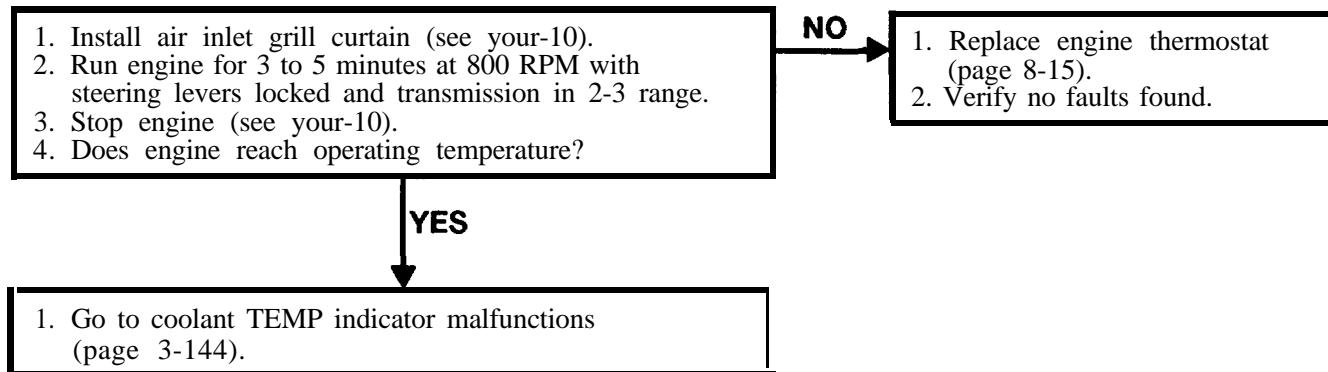 1. Install air inlet grill curtain (see your-10).
2. Run engine for 3 to 5 minutes at 800 RPM with
steering levers locked and transmission in 2-3 range.
3. Stop engine (see your-10).
4. Does engine reach operating temperature?
NO
1. Replace engine thermostat
(page 8-15).
2. Verify no faults found.
YES
1. Go to coolant TEMP indicator malfunctions
(page 3-144).